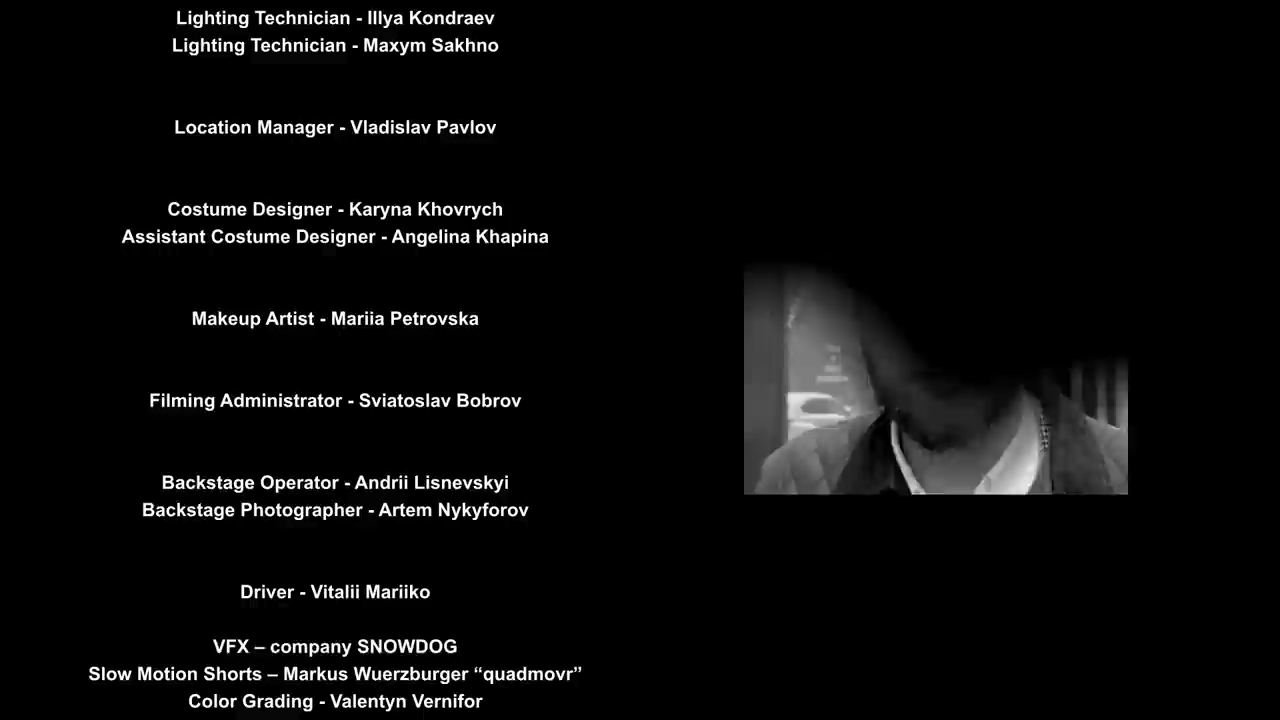 Lighting Technician - Illya Kondraev
Lighting Technician - Maxym Sakhno
Location Manager - Vladislav Pavlov
Costume Designer - Karyna Khovrych
Assistant Costume Designer - Angelina Khapina
Makeup Artist - Mariia Petrovska
Filming Administrator - Sviatoslav Bobrov
Backstage Operator - Andrii Lisnevskyi
Backstage Photographer - Artem Nykyforov
Driver - Vitalii Mariiko
VFX – company SNOWDOG
Slow Motion Shorts – Markus Wuerzburger “quadmovr”
Color Grading - Valentyn Vernifor